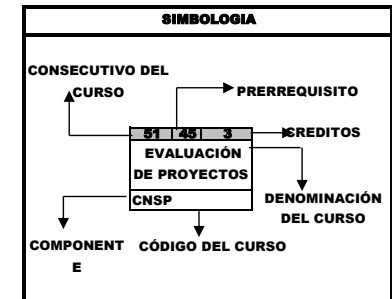 SIMBOLOGIA
CONSECUTIVO DEL
CURSO
PRERREQUISITO
51 45 3
CREDITOS
EVALUACIÓN
DE PROYECTOS
CNSP
DENOMINACIÓN
DEL CURSO
COMPONENT
E
CÓDIGO DEL CURSO